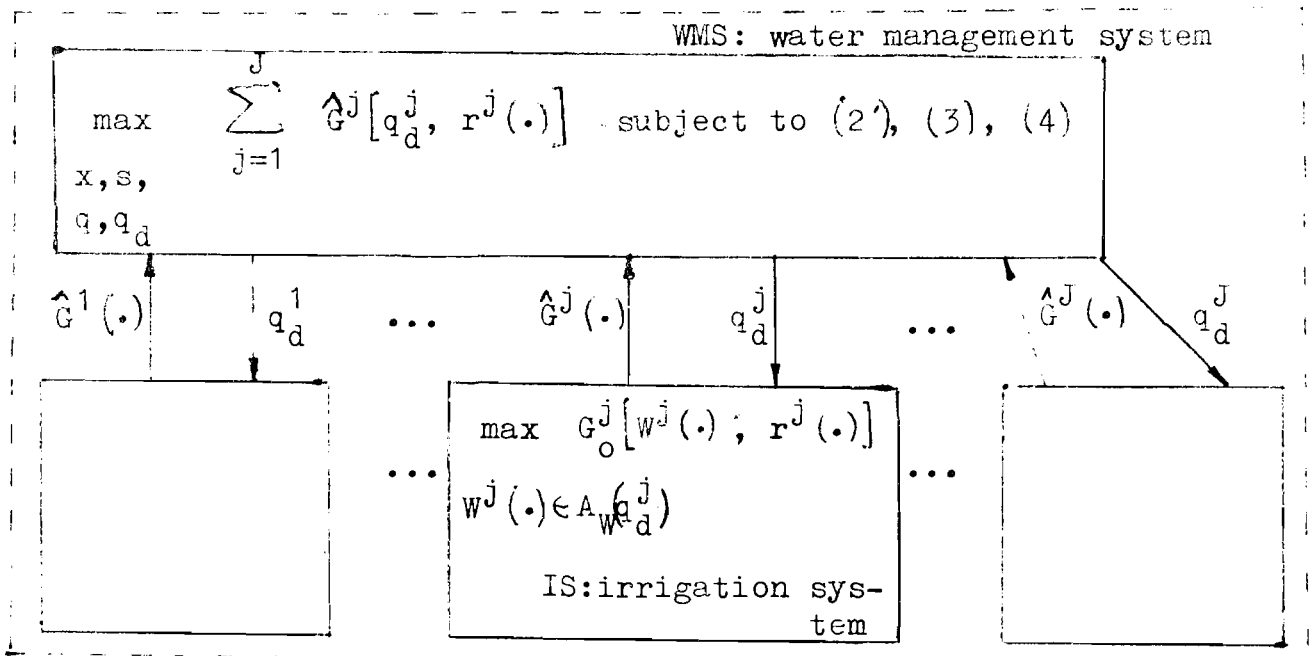 WMS: water management system
J
max ∑ Ĝ^j[q_d^j, r^j(.)] subject to (2'), (3), (4)
j=1
x,s,
q,q_d
Ĝ^1(.) q_d^1 ... Ĝ^j(.) q_d^j ... Ĝ^J(.) q_d^J
max G_o^j[W^j(.) ; r^j(.)]
... ...
W^j(.)∈A_W(q_d^j)
IS:irrigation sys-
tem